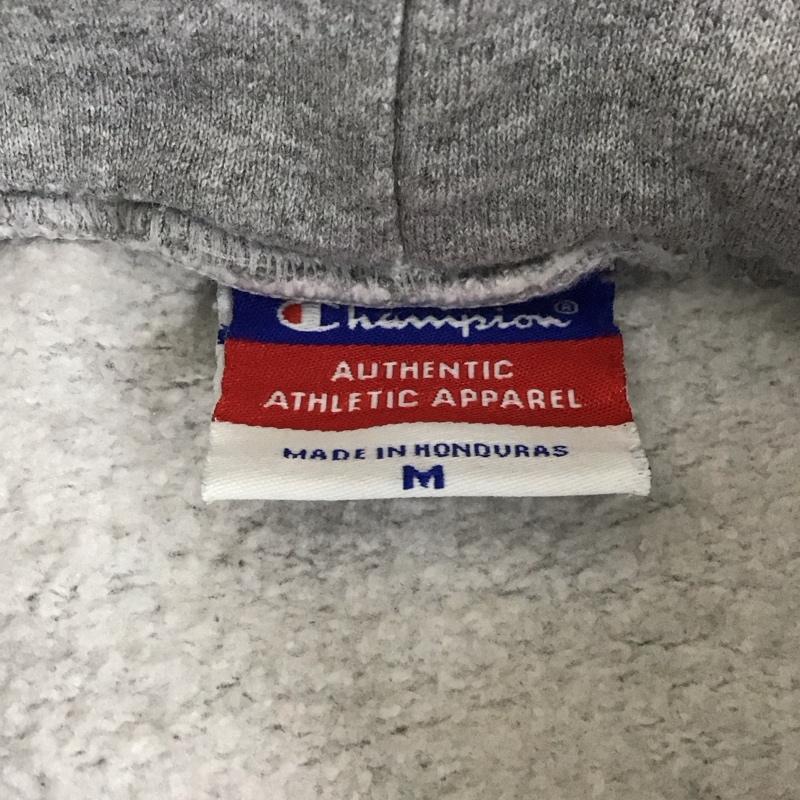 Champion®
AUTHENTIC
ATHLETIC APPAREL
MADE IN HONDURAS
M